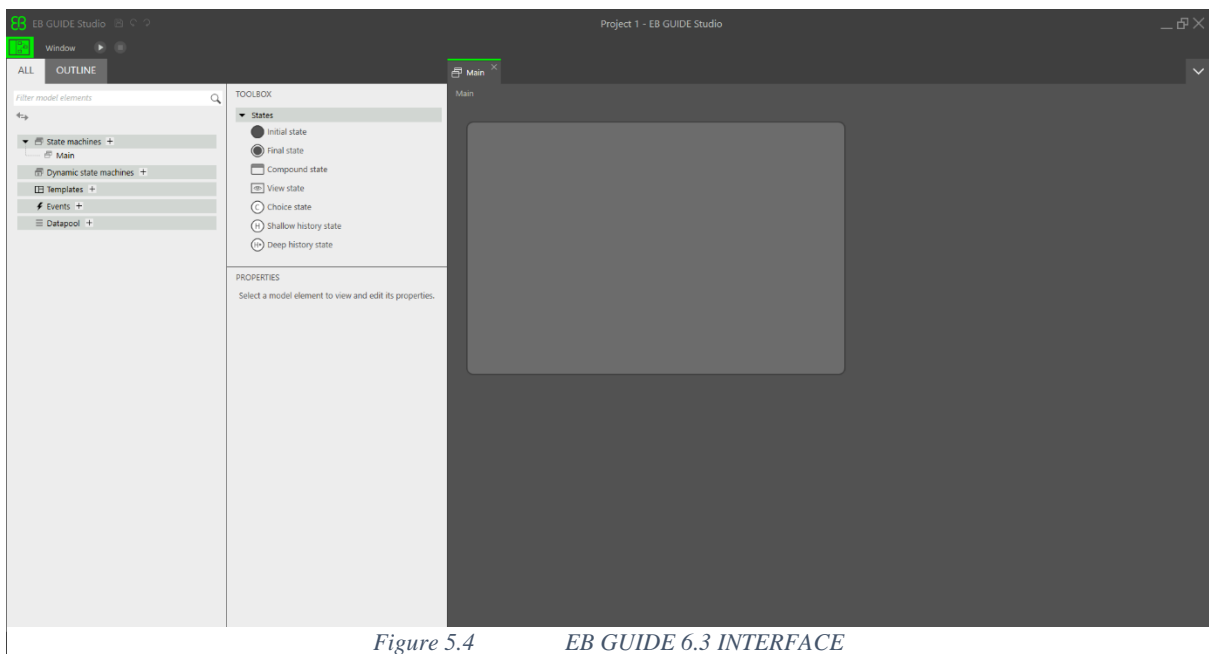 EB GUIDE Studio
Project 1 - EB GUIDE Studio
Window
ALL OUTLINE
Filter model elements
State machines +
Main
Dynamic state machines +
Templates +
Events +
Datapool +
TOOLBOX
States
Initial state
Final state
Compound state
View state
C Choice state
H Shallow history state
H* Deep history state
PROPERTIES
Select a model element to view and edit its properties.
Main
Main
Figure 5.4 EB GUIDE 6.3 INTERFACE